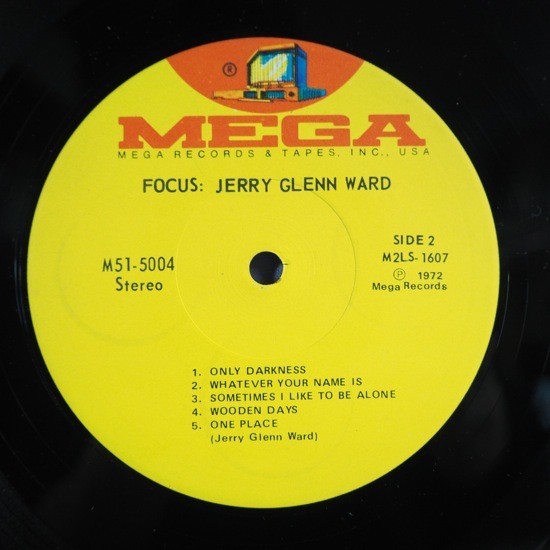 ®
MEGA
MEGA RECORDS & TAPES, INC., USA
FOCUS: JERRY GLENN WARD
M51-5004
Stereo
SIDE 2
M2LS-1607
Ⓟ 1972
Mega Records
1. ONLY DARKNESS
2. WHATEVER YOUR NAME IS
3. SOMETIMES I LIKE TO BE ALONE
4. WOODEN DAYS
5. ONE PLACE
(Jerry Glenn Ward)